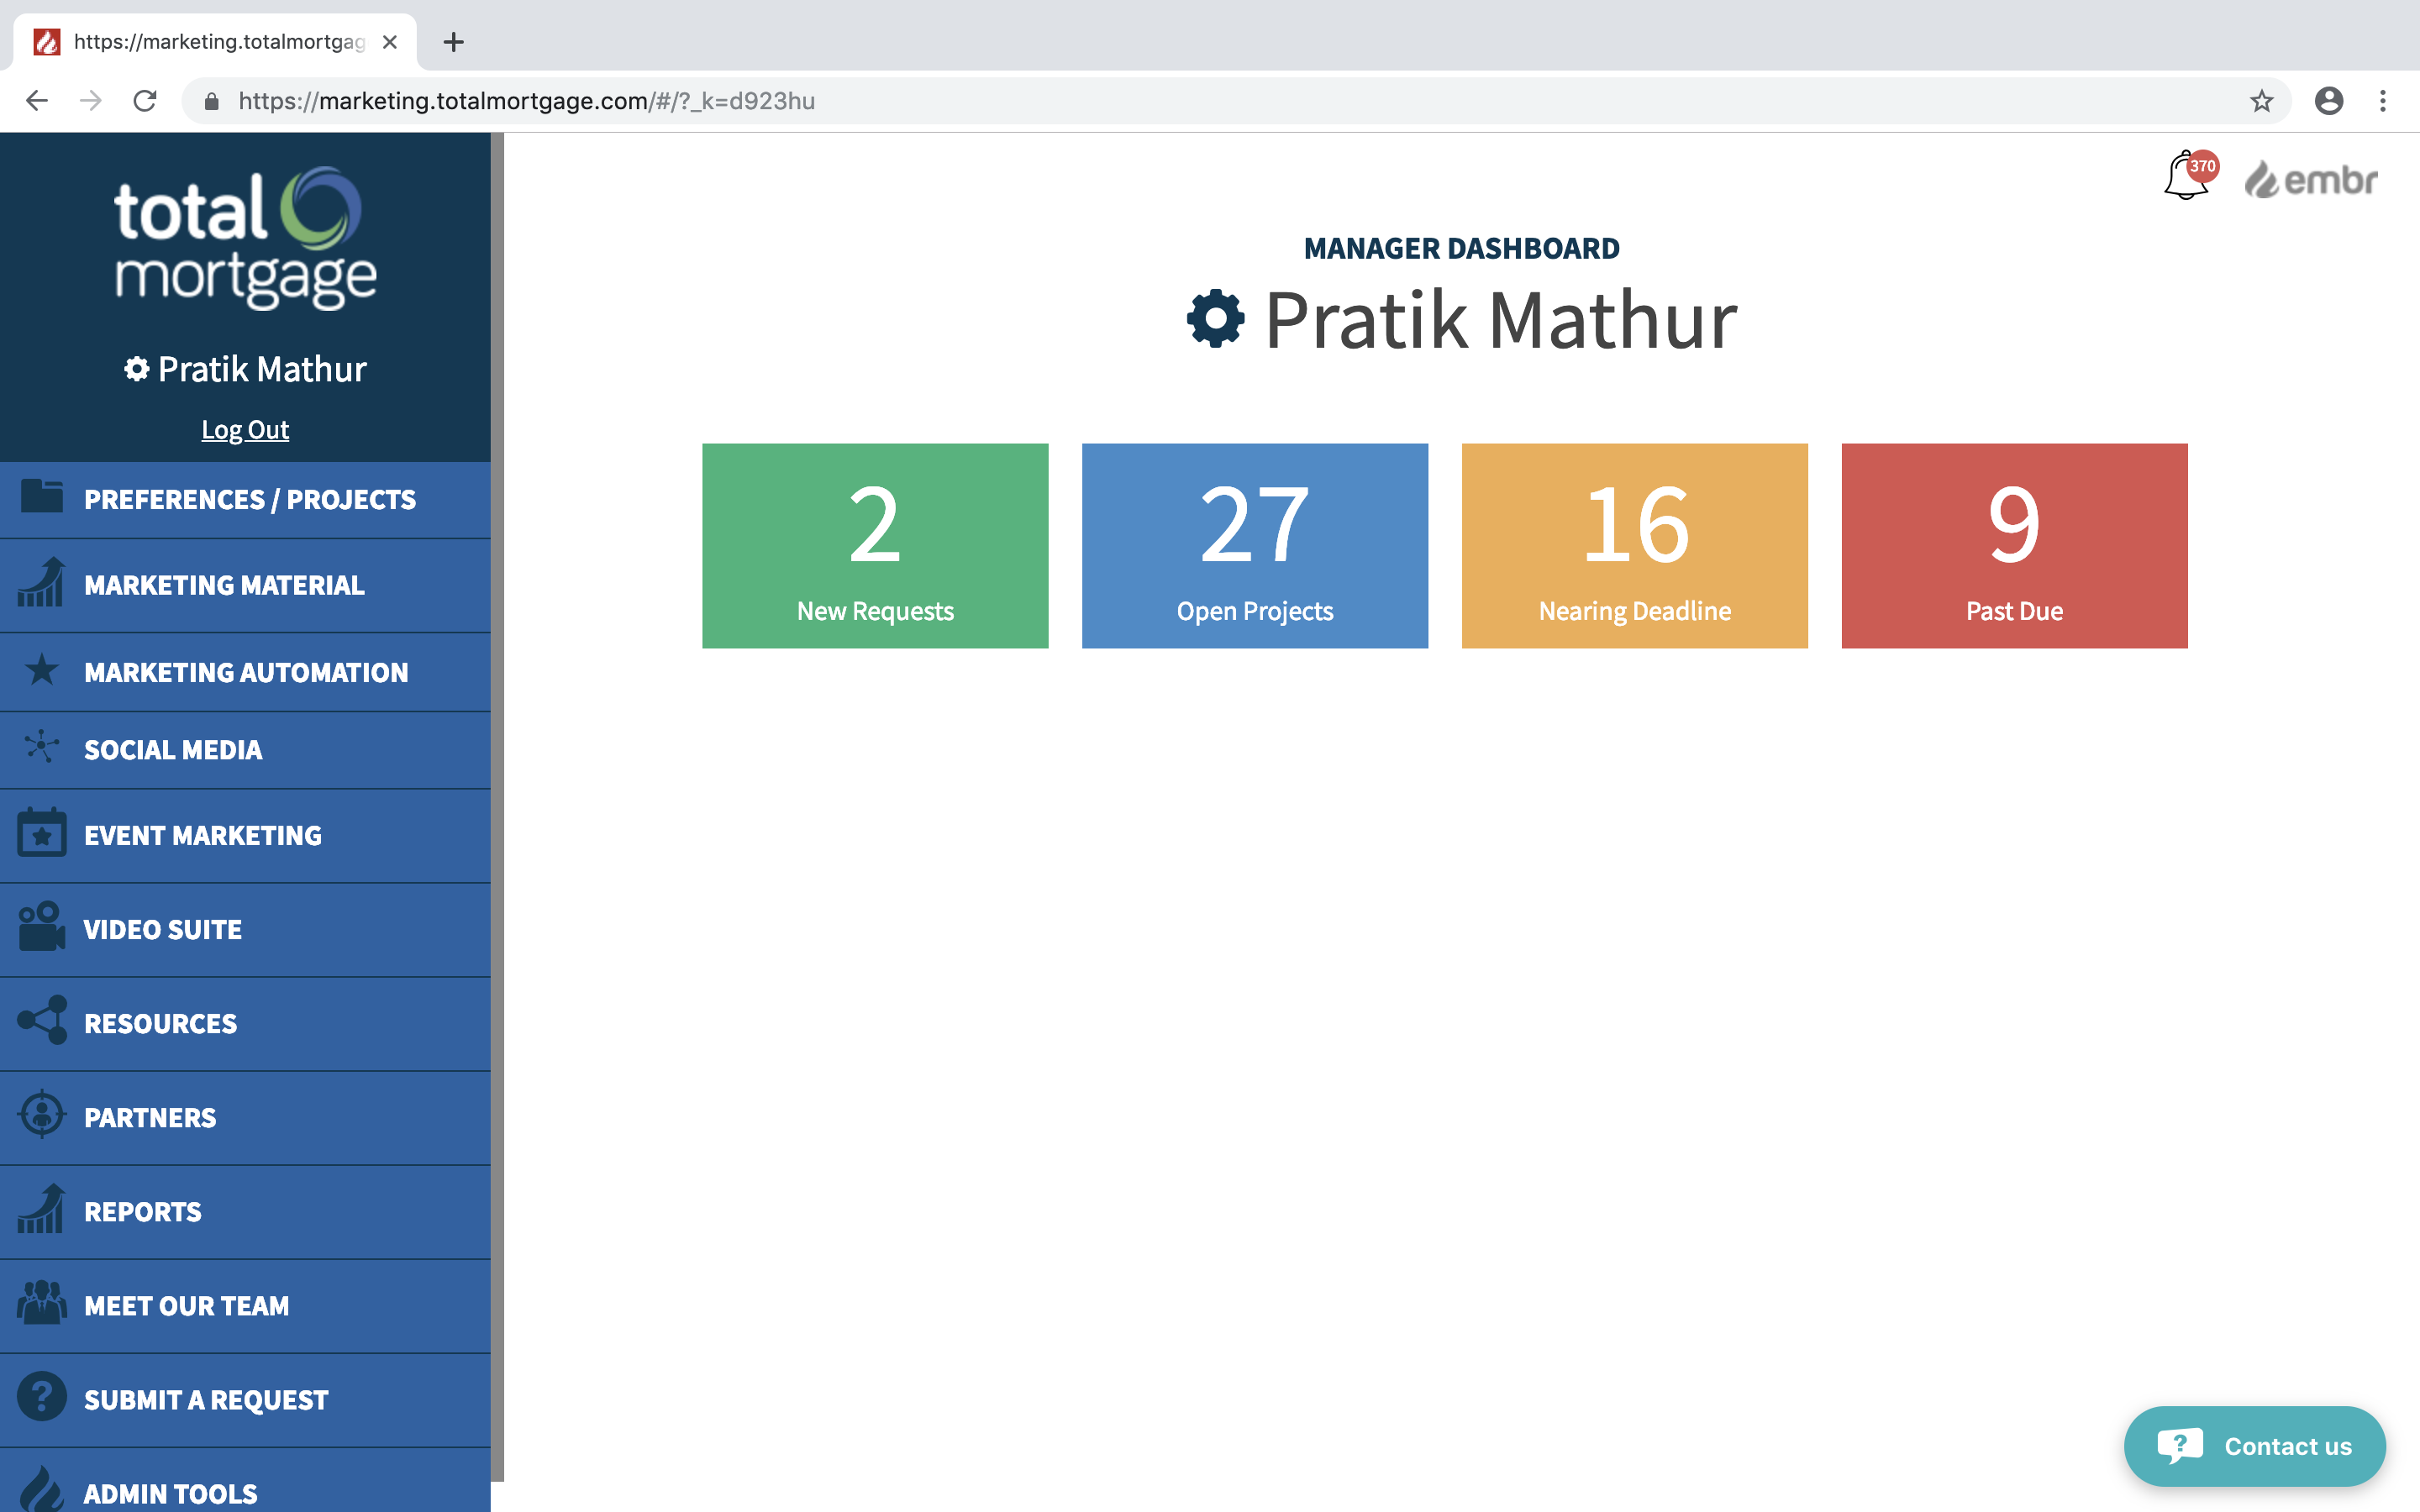 https://marketing.totalmortgag
https://marketing.totalmortgage.com/#/?_k=d923hu
total
mortgage
Pratik Mathur
Log Out
PREFERENCES / PROJECTS
MARKETING MATERIAL
MARKETING AUTOMATION
SOCIAL MEDIA
EVENT MARKETING
VIDEO SUITE
RESOURCES
PARTNERS
REPORTS
MEET OUR TEAM
SUBMIT A REQUEST
ADMIN TOOLS
370
embr
MANAGER DASHBOARD
Pratik Mathur
2
New Requests
27
Open Projects
16
Nearing Deadline
9
Past Due
Contact us